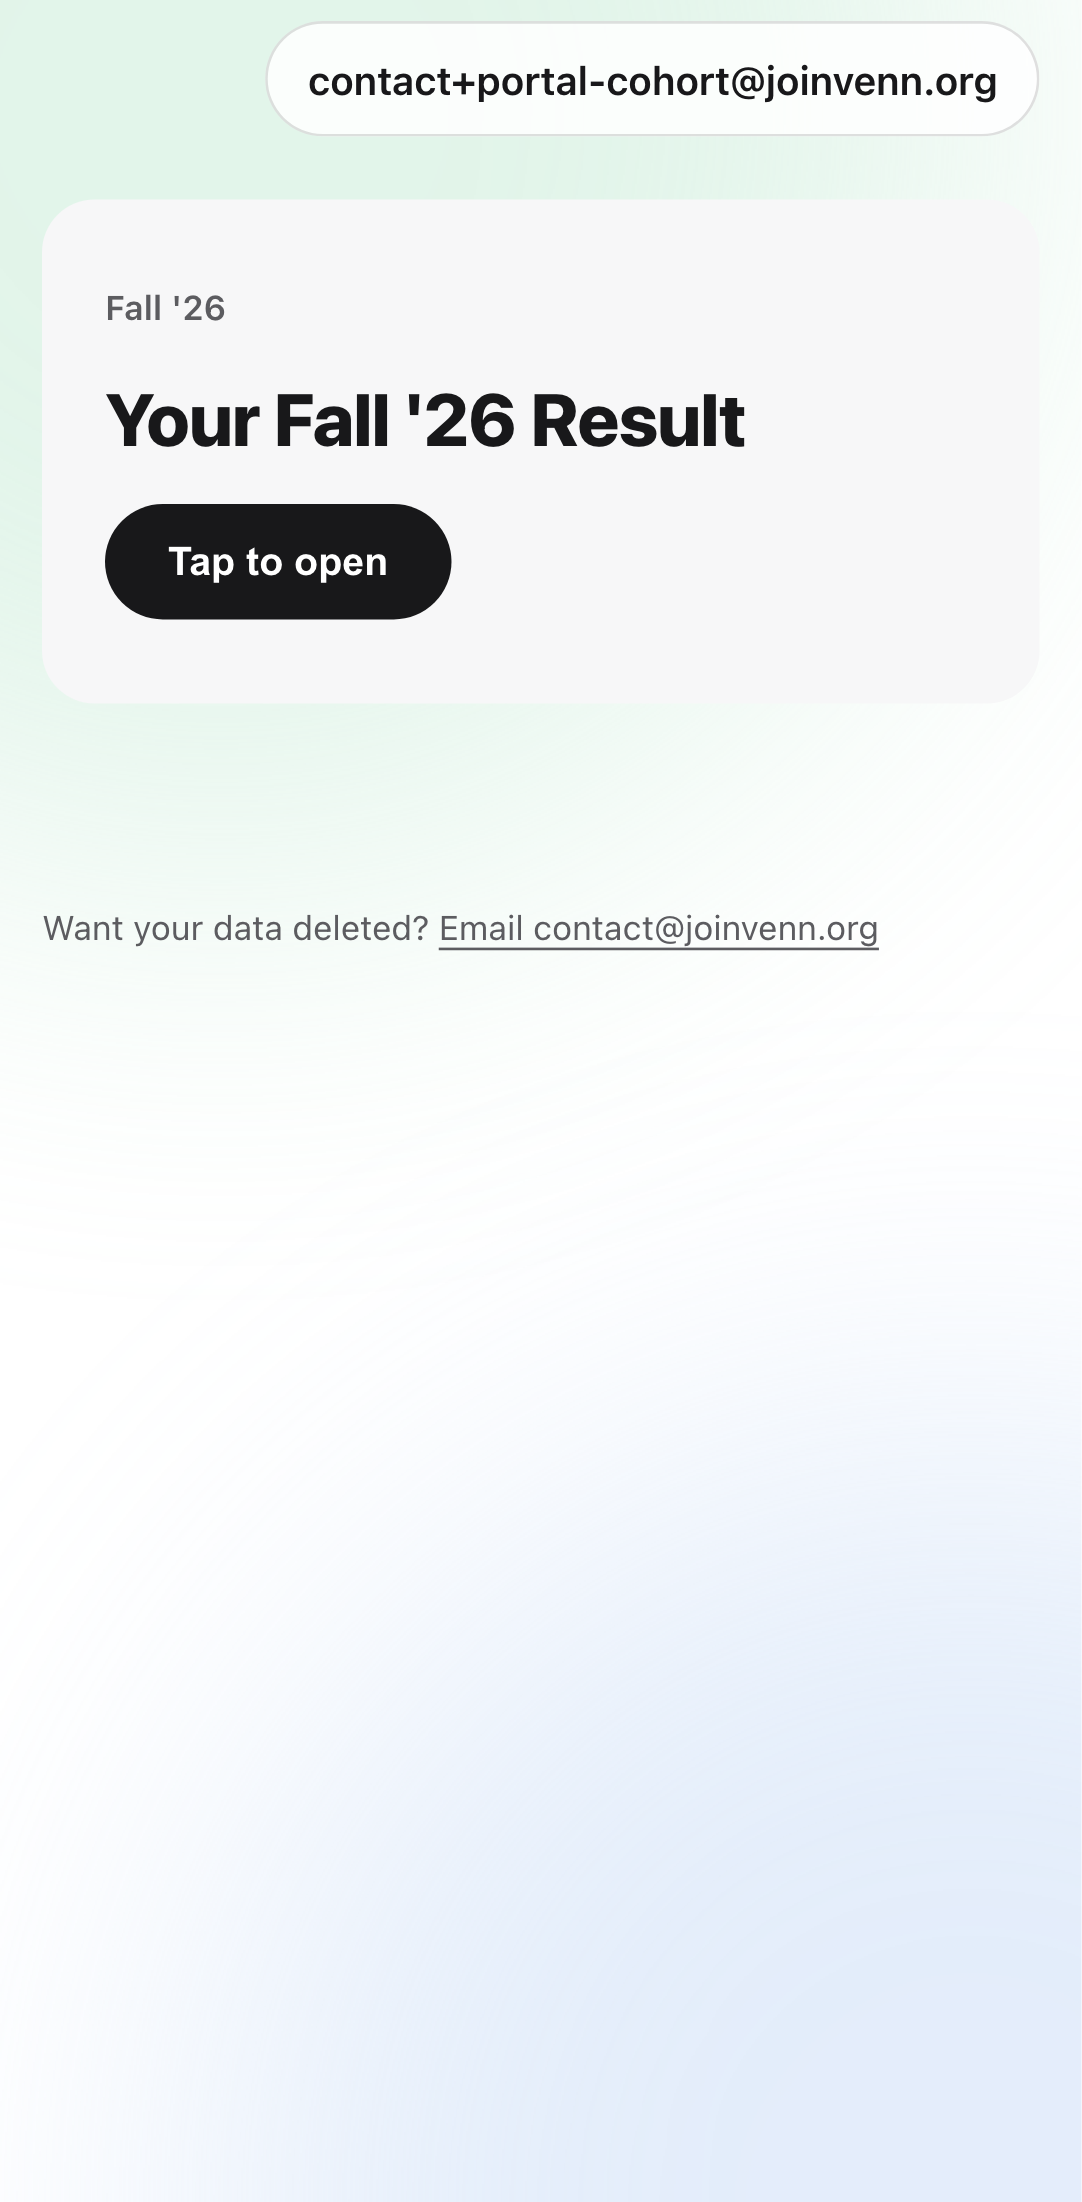 contact+portal-cohort@joinvenn.org
Fall '26
Your Fall '26 Result
Tap to open
Want your data deleted? Email contact@joinvenn.org